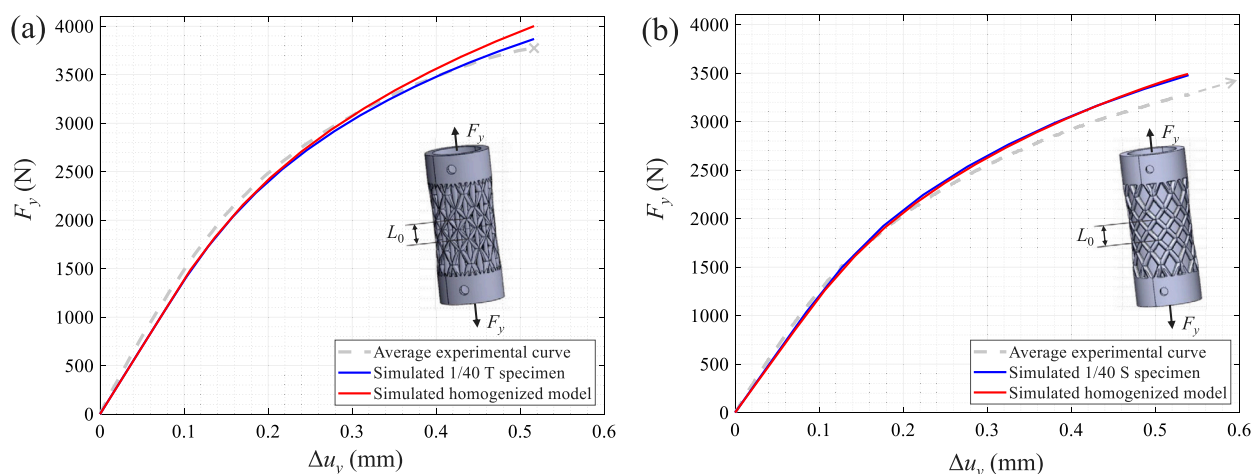 (a)
4000
3500
3000
2500
2000
1500
1000
500
0
F_y (N)
0 0.1 0.2 0.3 0.4 0.5 0.6
Δu_y (mm)
F_y
L_0
F_y
Average experimental curve
Simulated 1/40 T specimen
Simulated homogenized model
(b)
4000
3500
3000
2500
2000
1500
1000
500
0
F_y (N)
0 0.1 0.2 0.3 0.4 0.5 0.6
Δu_y (mm)
F_y
L_0
F_y
Average experimental curve
Simulated 1/40 S specimen
Simulated homogenized model